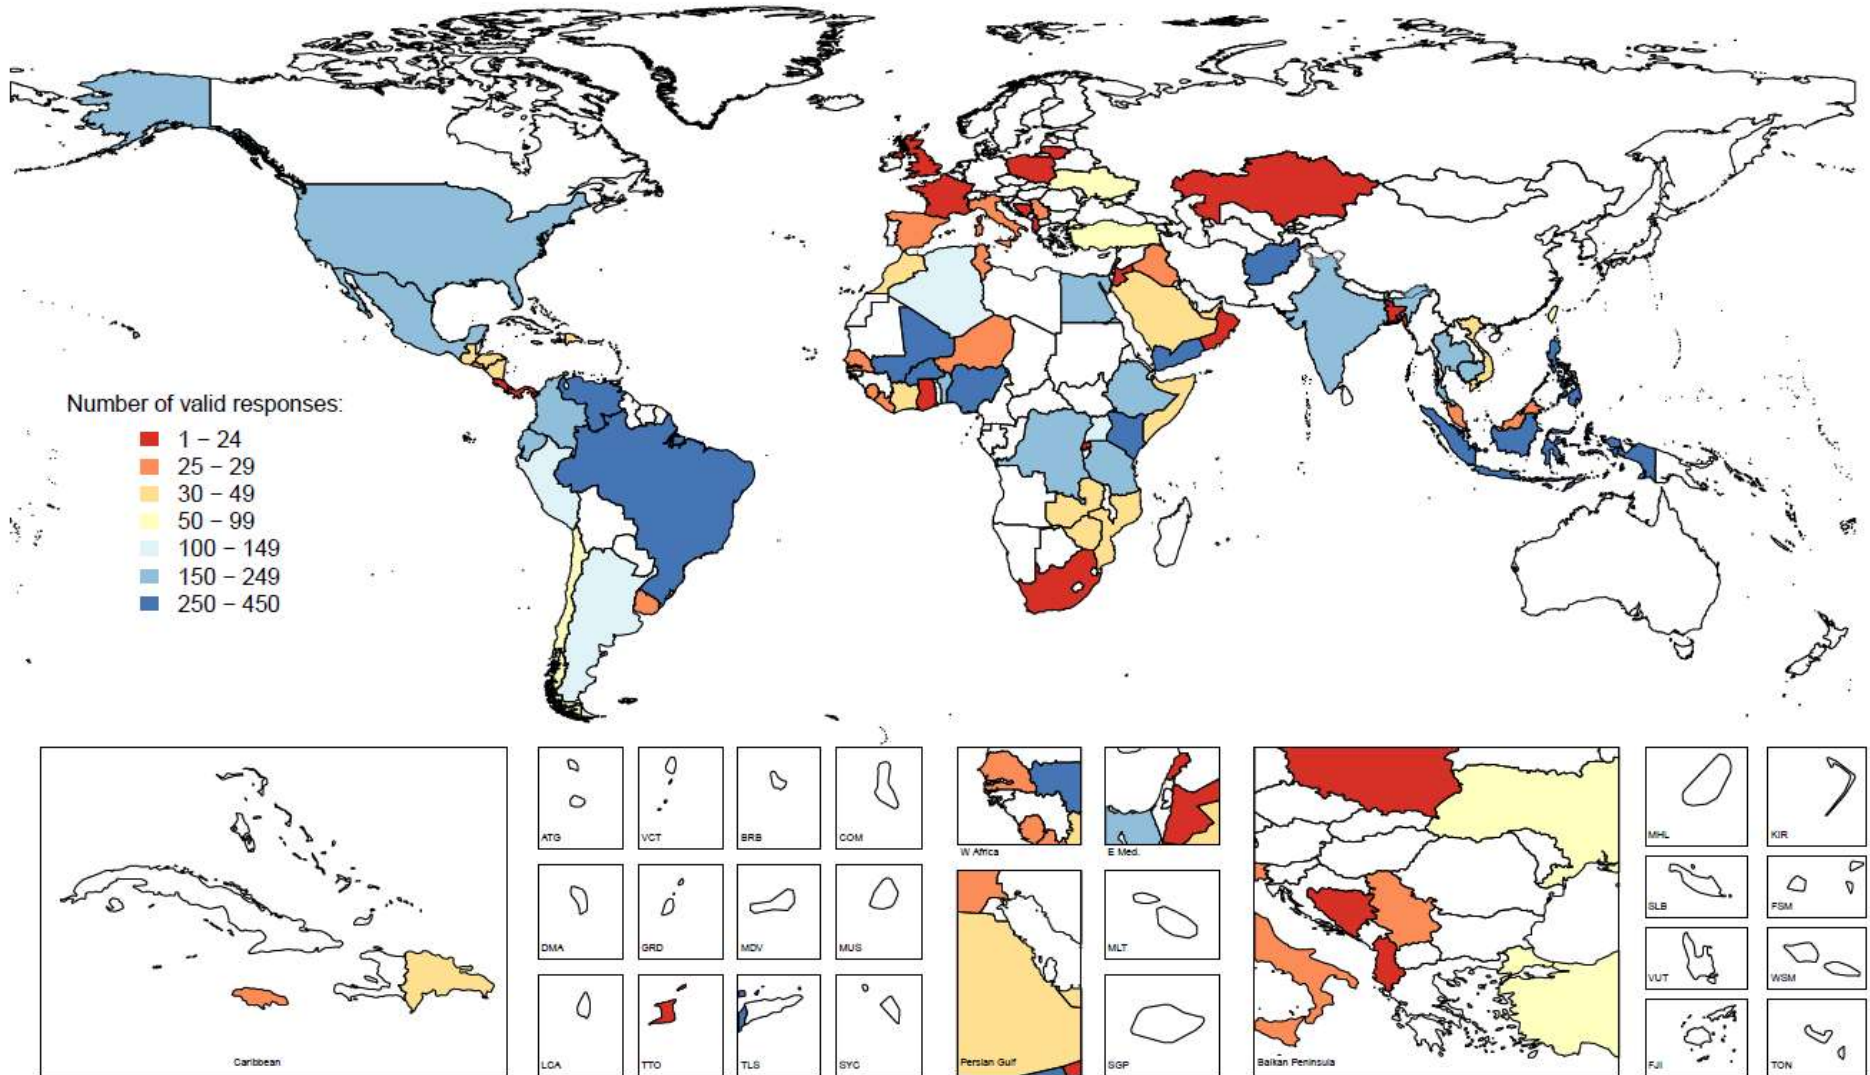 Number of valid responses:
1 – 24
25 – 29
30 – 49
50 – 99
100 – 149
150 – 249
250 – 450
ATG
VCT
BRB
COM
W Africa
E Med.
MHL
KIR
DMA
GRD
MDV
MUS
MLT
SLB
FSM
VUT
WSM
Caribbean
LCA
TTO
TLS
SYC
Persian Gulf
SGP
Balkan Peninsula
FJI
TON